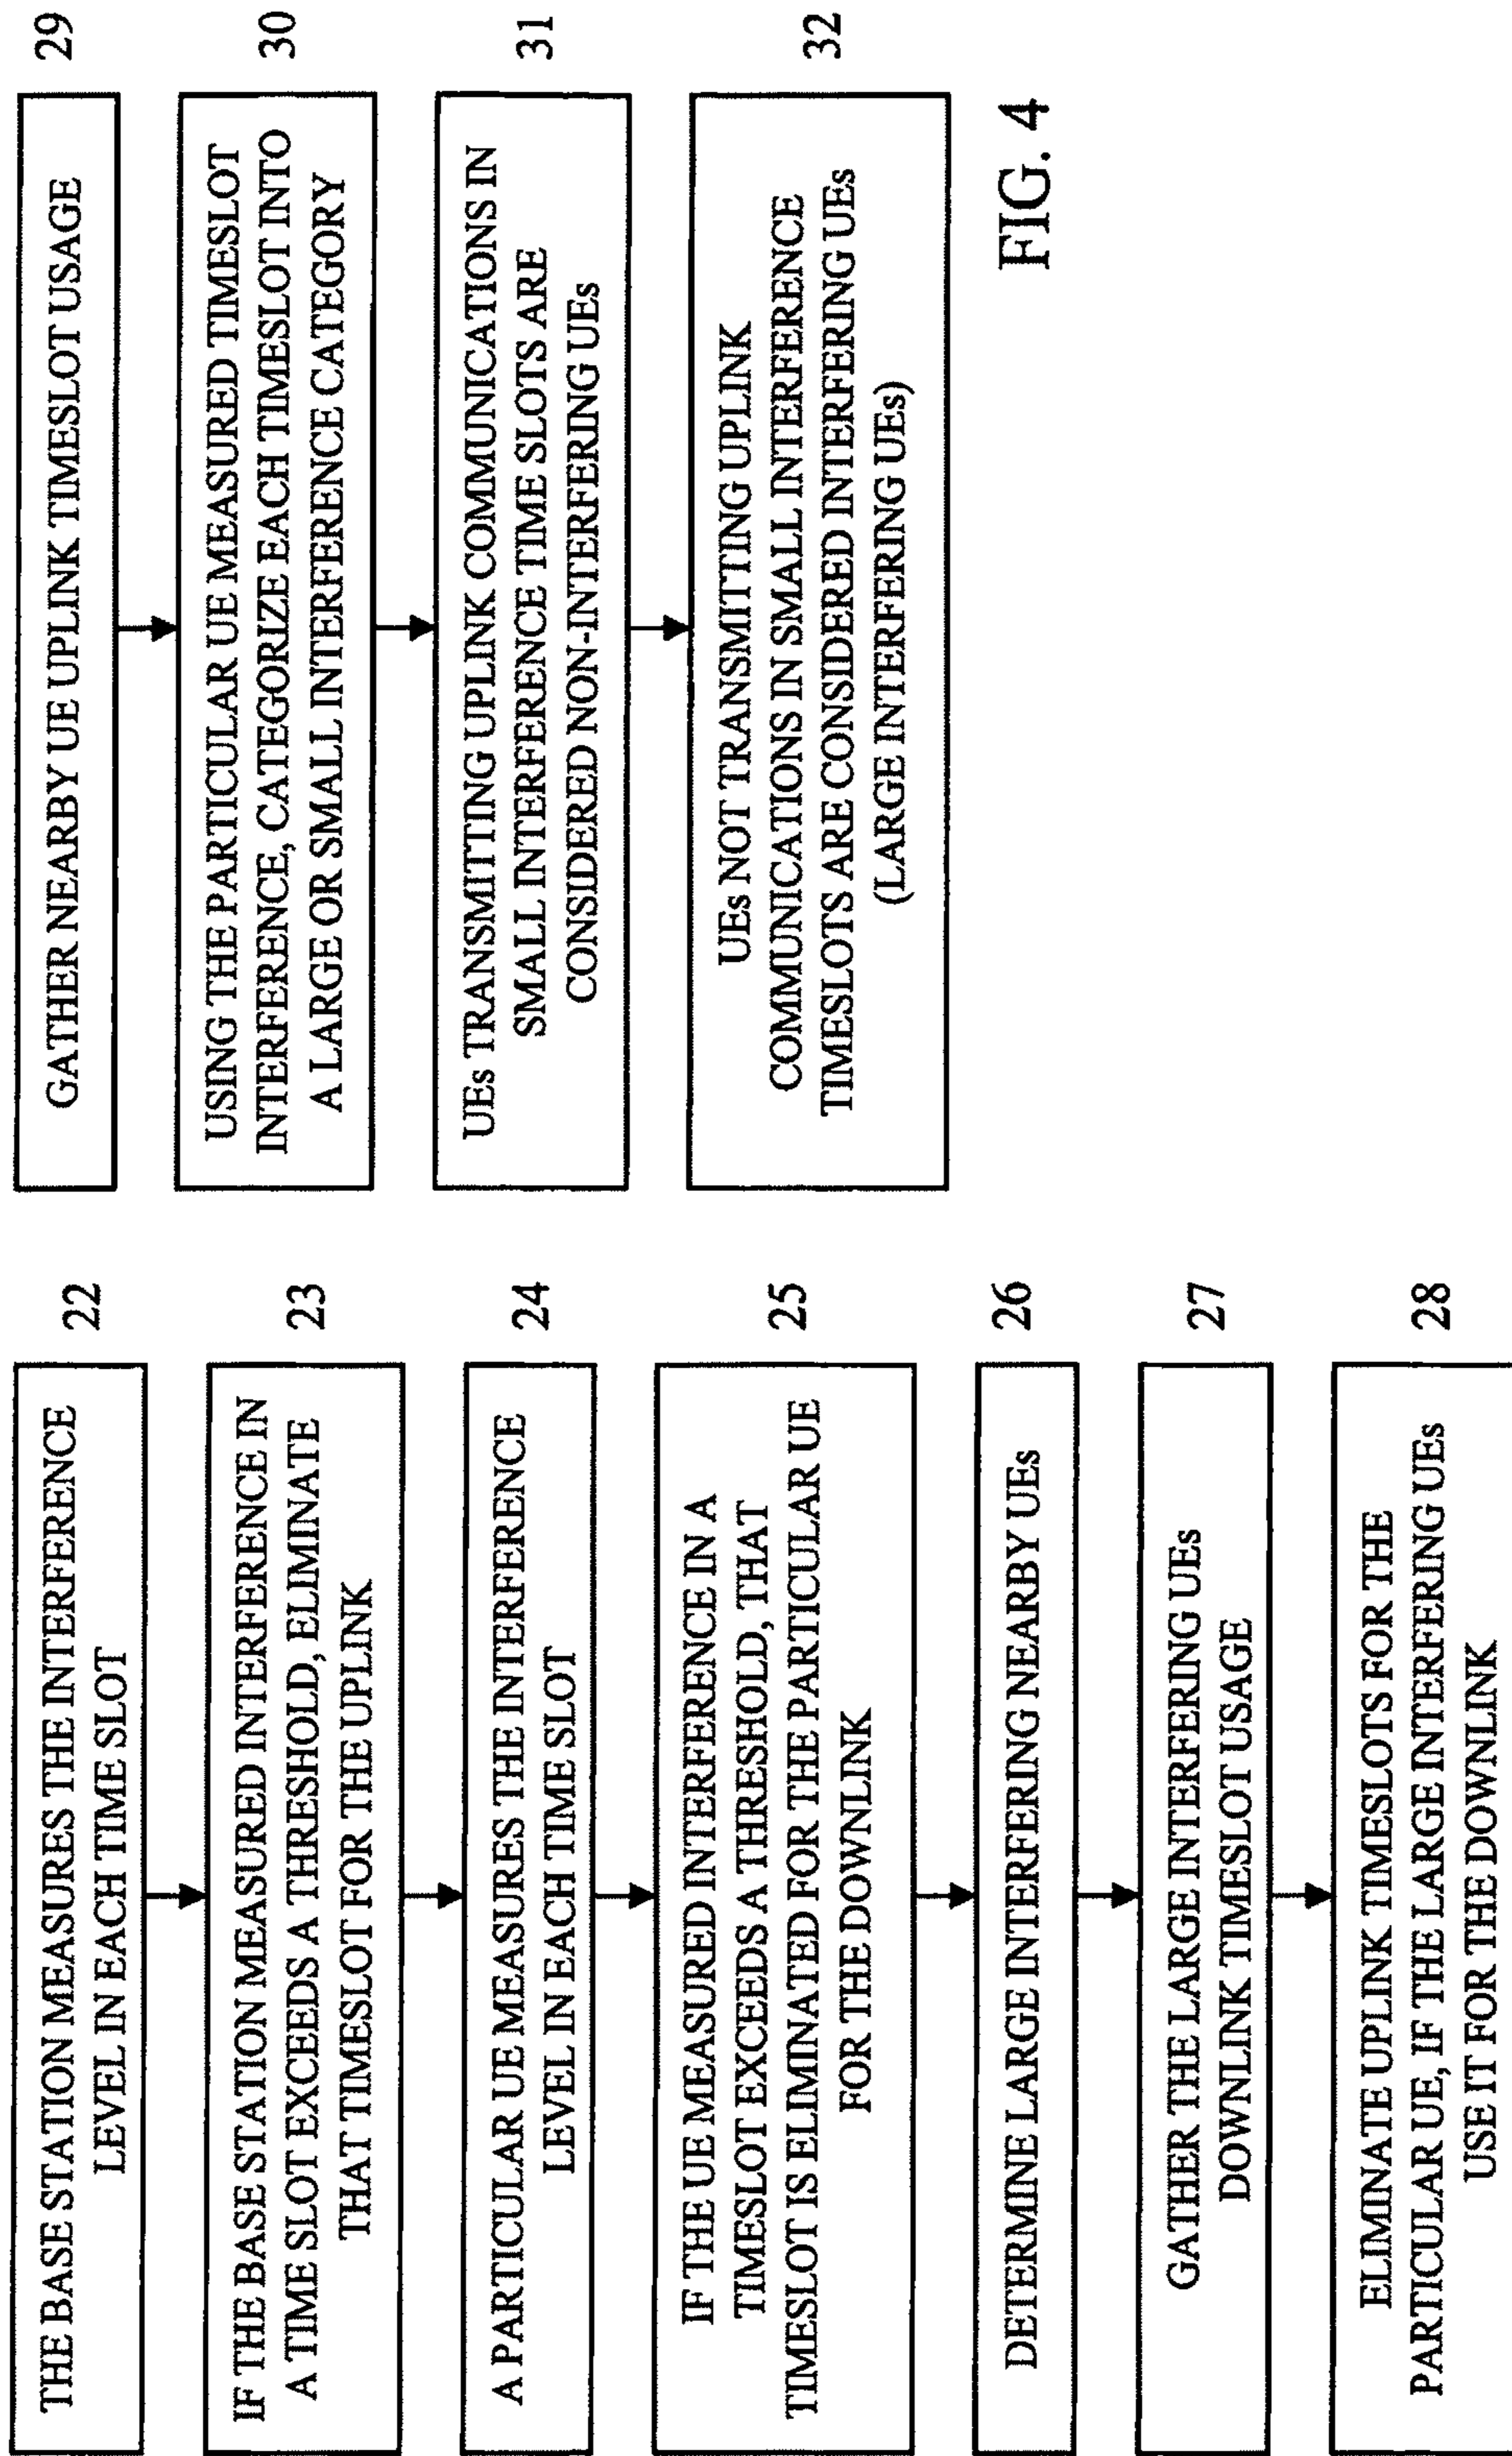 THE BASE STATION MEASURES THE INTERFERENCE
LEVEL IN EACH TIME SLOT
22
IF THE BASE STATION MEASURED INTERFERENCE IN
A TIME SLOT EXCEEDS A THRESHOLD, ELIMINATE
THAT TIMESLOT FOR THE UPLINK
23
A PARTICULAR UE MEASURES THE INTERFERENCE
LEVEL IN EACH TIME SLOT
24
IF THE UE MEASURED INTERFERENCE IN A
TIMESLOT EXCEEDS A THRESHOLD, THAT
TIMESLOT IS ELIMINATED FOR THE PARTICULAR UE
FOR THE DOWNLINK
25
DETERMINE LARGE INTERFERING NEARBY UEs
26
GATHER THE LARGE INTERFERING UEs
DOWNLINK TIMESLOT USAGE
27
ELIMINATE UPLINK TIMESLOTS FOR THE
PARTICULAR UE, IF THE LARGE INTERFERING UEs
USE IT FOR THE DOWNLINK
28
GATHER NEARBY UE UPLINK TIMESLOT USAGE
29
USING THE PARTICULAR UE MEASURED TIMESLOT
INTERFERENCE, CATEGORIZE EACH TIMESLOT INTO
A LARGE OR SMALL INTERFERENCE CATEGORY
30
UEs TRANSMITTING UPLINK COMMUNICATIONS IN
SMALL INTERFERENCE TIME SLOTS ARE
CONSIDERED NON-INTERFERING UEs
31
UEs NOT TRANSMITTING UPLINK
COMMUNICATIONS IN SMALL INTERFERENCE
TIMESLOTS ARE CONSIDERED INTERFERING UEs
(LARGE INTERFERING UEs)
32
FIG. 4